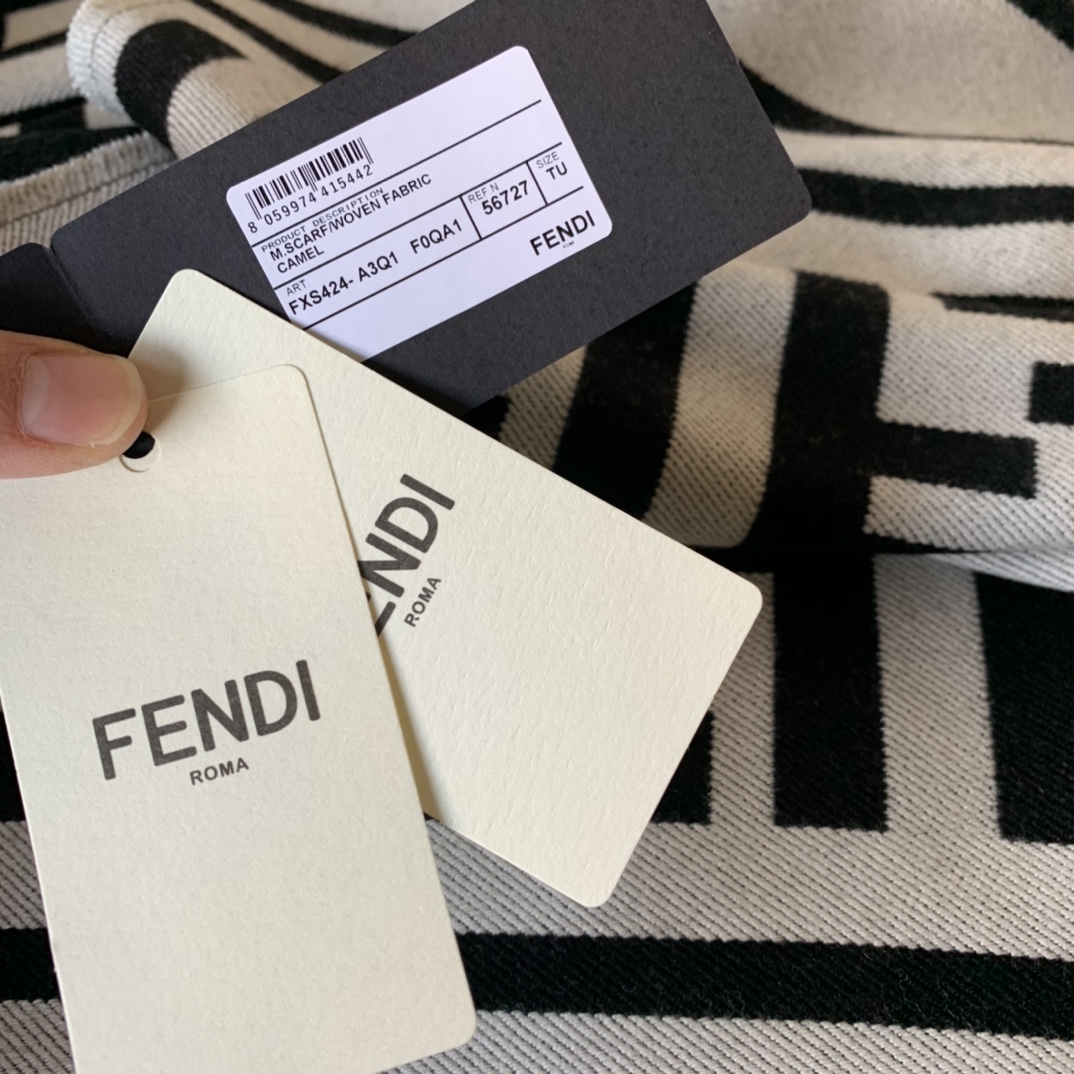 8 059974 415442
PRODUCT DESCRIPTION
M.SCARF/WOVEN FABRIC
CAMEL
ART.
FXS424- A3Q1 F0QA1
REF.N
56727
SIZE
TU
FENDI
ENDI
ROMA
FENDI
ROMA